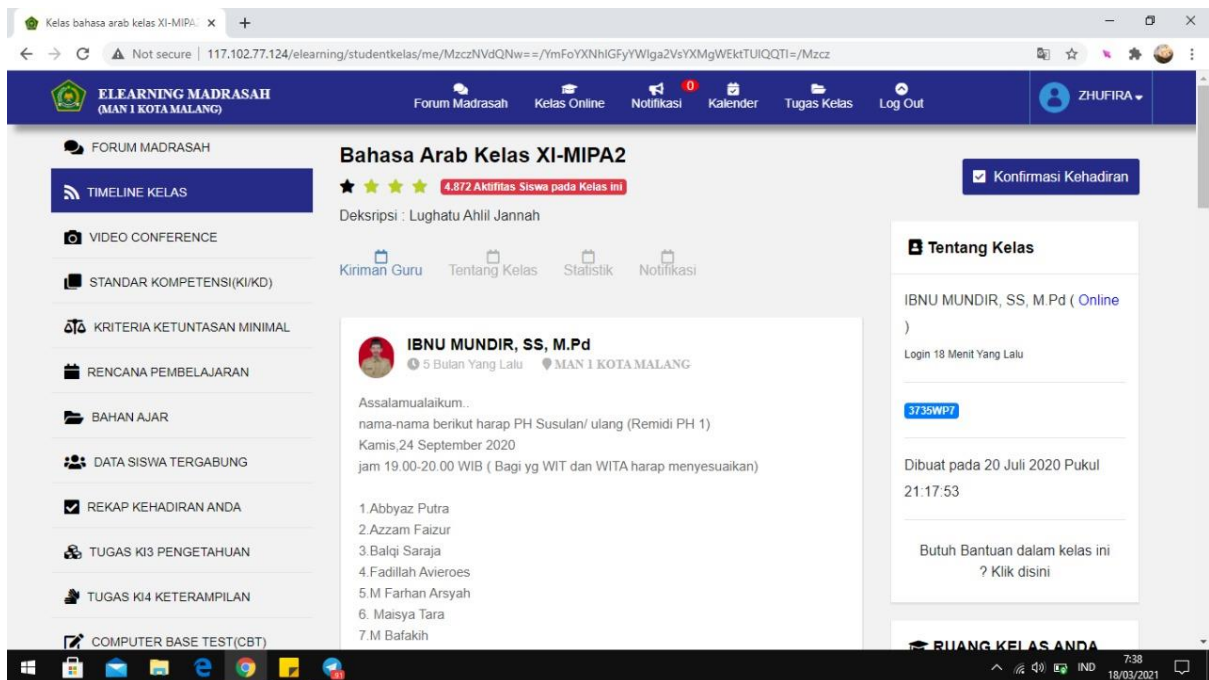 Kelas bahasa arab kelas XI-MIPA
Not secure | 117.102.77.124/elearning/studentkelas/me/MzczNVdQNw==/YmFoYXNhIGFyYWIga2VsYXMgWEktTUlQQTI=/Mzcz
ELEARNING MADRASAH
(MAN 1 KOTA MALANG)
Forum Madrasah
Kelas Online
Notifikasi
0
Kalender
Tugas Kelas
Log Out
ZHUFIRA
FORUM MADRASAH
TIMELINE KELAS
VIDEO CONFERENCE
STANDAR KOMPETENSI(KI/KD)
KRITERIA KETUNTASAN MINIMAL
RENCANA PEMBELAJARAN
BAHAN AJAR
DATA SISWA TERGABUNG
REKAP KEHADIRAN ANDA
TUGAS KI3 PENGETAHUAN
TUGAS KI4 KETERAMPILAN
COMPUTER BASE TEST(CBT)
Bahasa Arab Kelas XI-MIPA2
4.872 Aktifitas Siswa pada Kelas ini
Deksripsi : Lughatu Ahlil Jannah
Kiriman Guru
Tentang Kelas
Statistik
Notifikasi
IBNU MUNDIR, SS, M.Pd
5 Bulan Yang Lalu
MAN 1 KOTA MALANG
Assalamualaikum..
nama-nama berikut harap PH Susulan/ ulang (Remidi PH 1)
Kamis,24 September 2020
jam 19.00-20.00 WIB ( Bagi yg WIT dan WITA harap menyesuaikan)
1.Abbyaz Putra
2.Azzam Faizur
3.Balqi Saraja
4.Fadillah Avieroes
5.M Farhan Arsyah
6. Maisya Tara
7.M Bafakih
Konfirmasi Kehadiran
Tentang Kelas
IBNU MUNDIR, SS, M.Pd ( Online
)
Login 18 Menit Yang Lalu
3735WP7
Dibuat pada 20 Juli 2020 Pukul
21:17:53
Butuh Bantuan dalam kelas ini
? Klik disini
RUANG KELAS ANDA
IND
7:38
18/03/2021